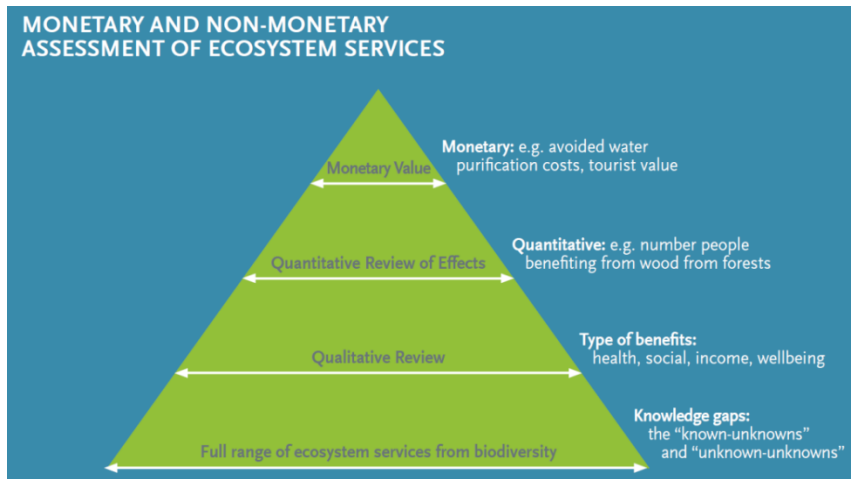 MONETARY AND NON-MONETARY
ASSESSMENT OF ECOSYSTEM SERVICES
Monetary Value
Monetary: e.g. avoided water
purification costs, tourist value
Quantitative Review of Effects
Quantitative: e.g. number people
benefiting from wood from forests
Qualitative Review
Type of benefits:
health, social, income, wellbeing
Full range of ecosystem services from biodiversity
Knowledge gaps:
the “known-unknowns”
and “unknown-unknowns”